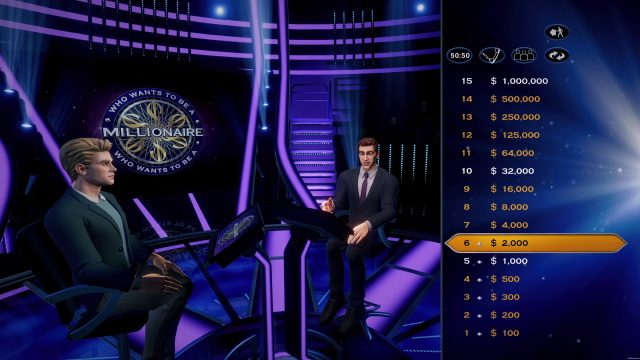 WHO WANTS TO BE A
MILLIONAIRE
WHO WANTS TO BE A
50:50
15 $ 1,000,000
14 $ 500,000
13 $ 250,000
12 $ 125,000
11 $ 64,000
10 $ 32,000
9 $ 16,000
8 $ 8,000
7 $ 4,000
6 $ 2,000
5 $ 1,000
4 $ 500
3 $ 300
2 $ 200
1 $ 100